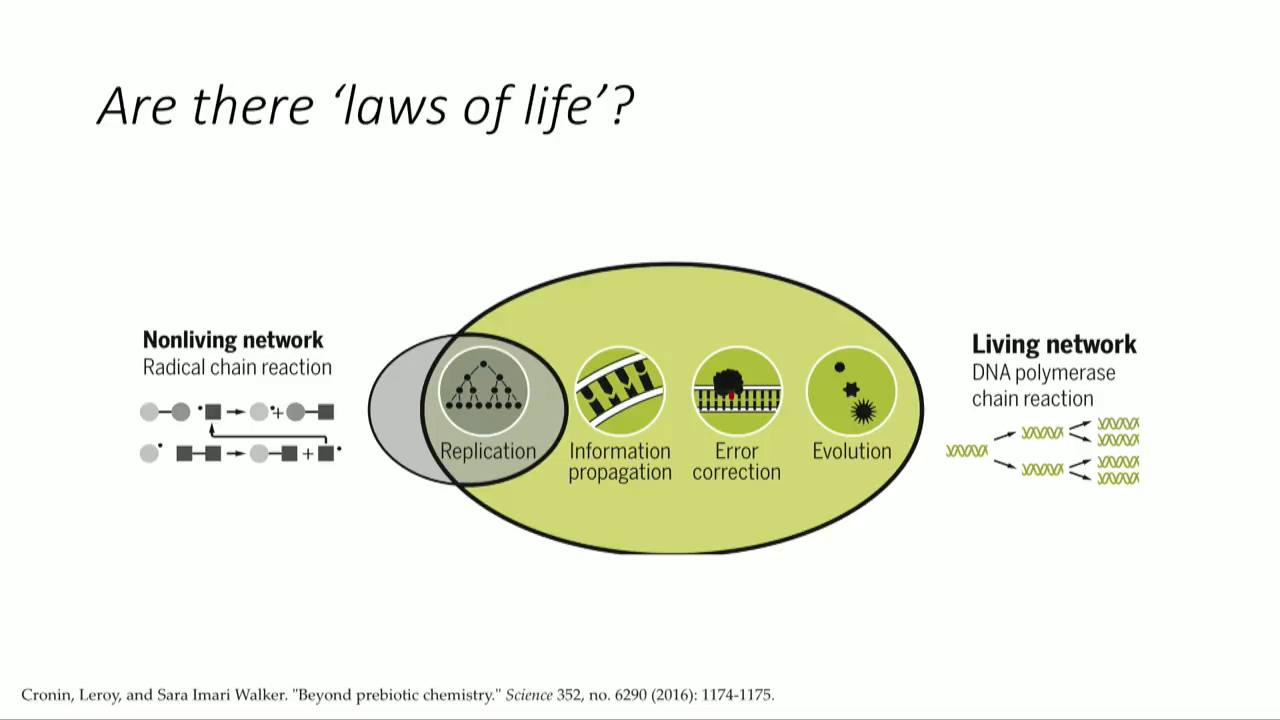 Are there ‘laws of life’?
Nonliving network
Radical chain reaction
+
+
Replication
Information
propagation
Error
correction
Evolution
Living network
DNA polymerase
chain reaction
Cronin, Leroy, and Sara Imari Walker. "Beyond prebiotic chemistry." Science 352, no. 6290 (2016): 1174-1175.